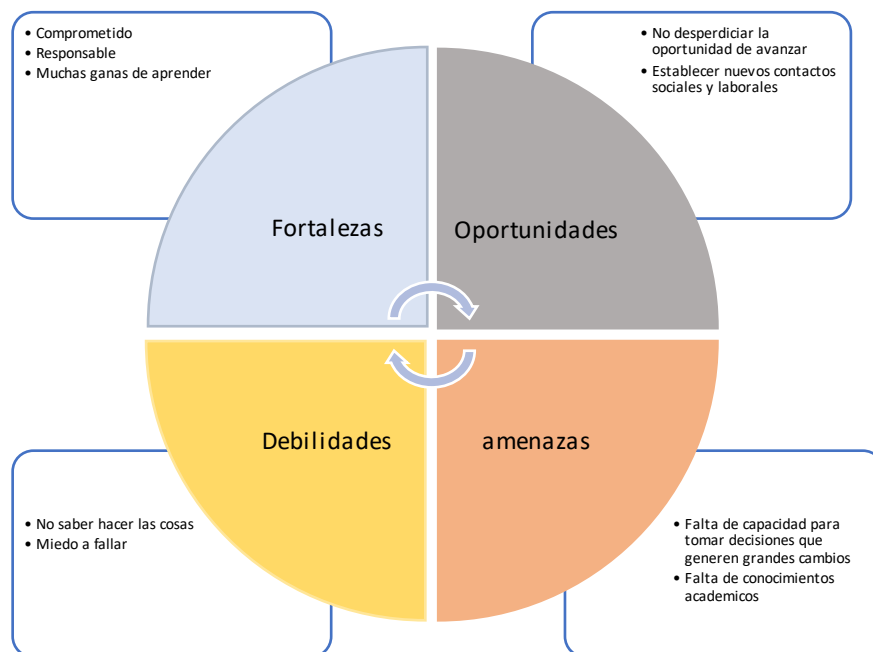 • Comprometido
• Responsable
• Muchas ganas de aprender
• No desperdiciar la
oportunidad de avanzar
• Establecer nuevos contactos
sociales y laborales
Fortalezas
Oportunidades
Debilidades
amenazas
• No saber hacer las cosas
• Miedo a fallar
• Falta de capacidad para
tomar decisiones que
generen grandes cambios
• Falta de conocimientos
academicos